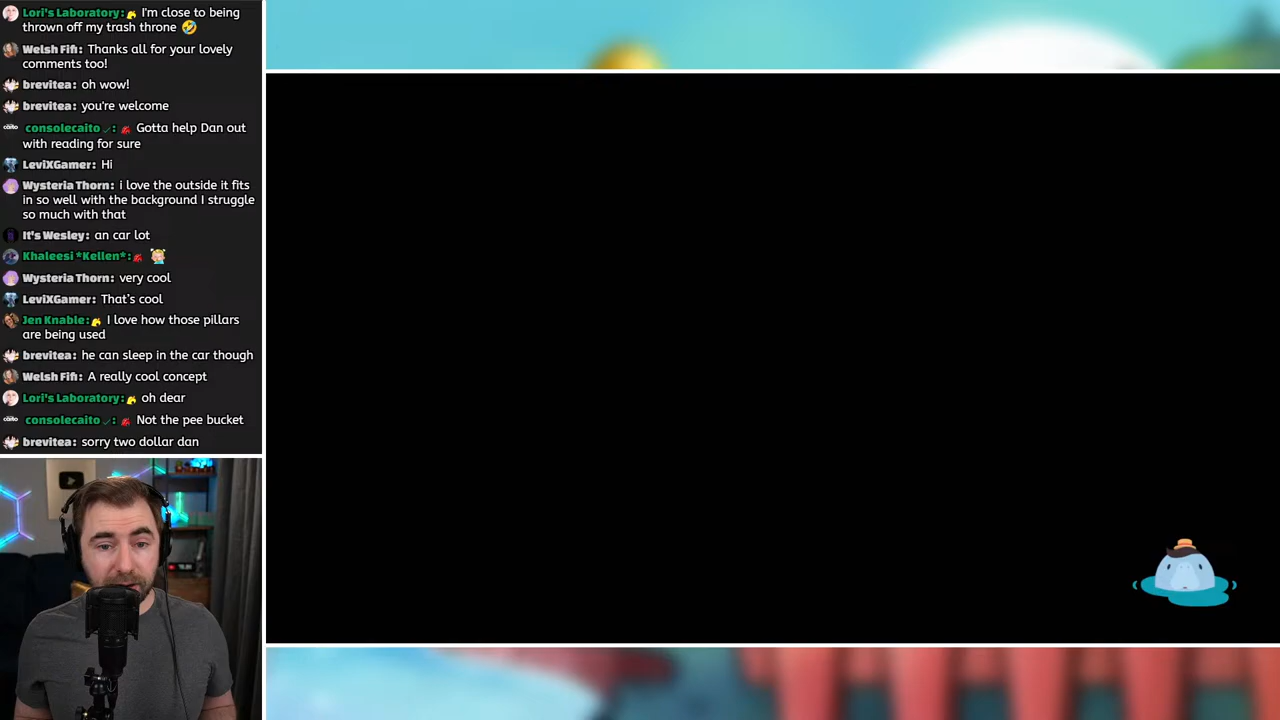 Lori's Laboratory: I'm close to being
thrown off my trash throne 🤣
Welsh Fifi: Thanks all for your lovely
comments too!
brevitea: oh wow!
brevitea: you're welcome
consolecaito: Gotta help Dan out
with reading for sure
LeviXGamer: Hi
Wysteria Thorn: i love the outside it fits
in so well with the background I struggle
so much with that
It's Wesley: an car lot
Khaleesi *Kellen*:
Wysteria Thorn: very cool
LeviXGamer: That's cool
Jen Knable: I love how those pillars
are being used
brevitea: he can sleep in the car though
Welsh Fifi: A really cool concept
Lori's Laboratory: oh dear
consolecaito: Not the pee bucket
brevitea: sorry two dollar dan